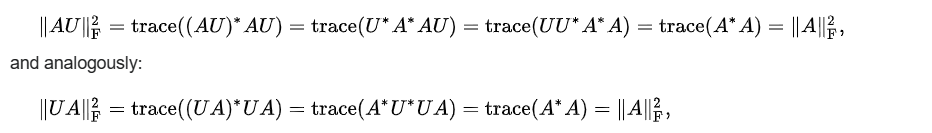 ‖AU‖²_F = trace((AU)*AU) = trace(U*A*AU) = trace(UU*A*A) = trace(A*A) = ‖A‖²_F,
and analogously:
‖UA‖²_F = trace((UA)*UA) = trace(A*U*UA) = trace(A*A) = ‖A‖²_F,